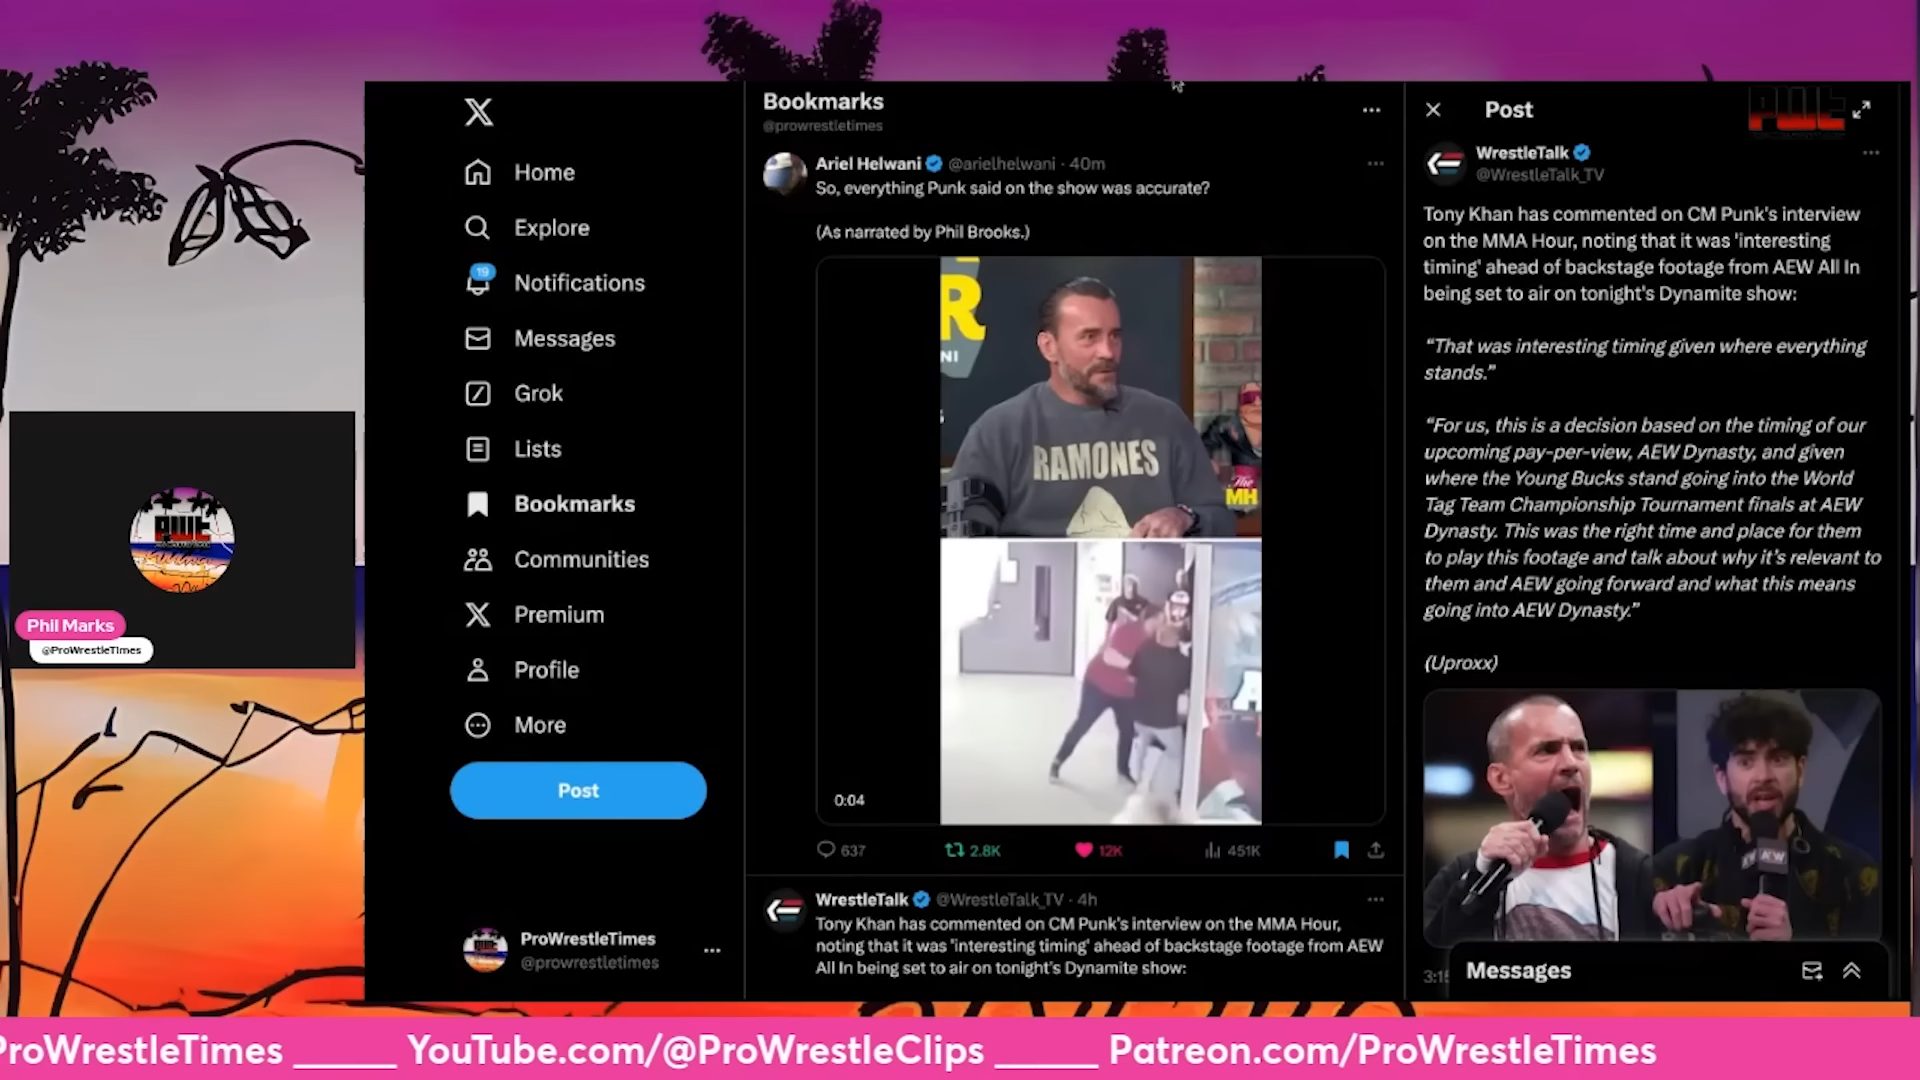 Home
Explore
19
Notifications
Messages
Grok
Lists
Bookmarks
Communities
Premium
Profile
More
Post
ProWrestleTimes
@prowrestletimes
PWT
Phil Marks
@ProWrestleTimes
Bookmarks
@prowrestletimes
Ariel Helwani @arielhelwani · 40m
So, everything Punk said on the show was accurate?
(As narrated by Phil Brooks.)
R
NI
RAMONES
The
MH
0:04
637
2.8K
12K
451K
WrestleTalk @WrestleTalk_TV · 4h
Tony Khan has commented on CM Punk's interview on the MMA Hour,
noting that it was 'interesting timing' ahead of backstage footage from AEW
All In being set to air on tonight's Dynamite show:
Post
PWT
WrestleTalk
@WrestleTalk_TV
Tony Khan has commented on CM Punk's interview
on the MMA Hour, noting that it was 'interesting
timing' ahead of backstage footage from AEW All In
being set to air on tonight's Dynamite show:
“That was interesting timing given where everything
stands.”
“For us, this is a decision based on the timing of our
upcoming pay-per-view, AEW Dynasty, and given
where the Young Bucks stand going into the World
Tag Team Championship Tournament finals at AEW
Dynasty. This was the right time and place for them
to play this footage and talk about why it's relevant to
them and AEW going forward and what this means
going into AEW Dynasty.”
(Uproxx)
AEW
Messages
ProWrestleTimes ______ YouTube.com/@ProWrestleClips ______ Patreon.com/ProWrestleTimes